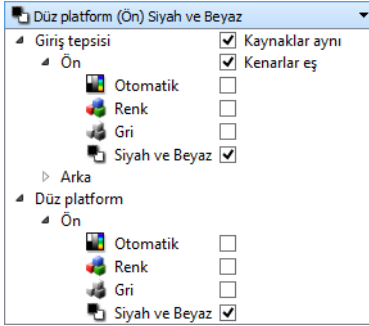 Düz platform (Ön) Siyah ve Beyaz
Giriş tepsisi Kaynaklar aynı
Ön Kenarlar eş
Otomatik
Renk
Gri
Siyah ve Beyaz
Arka
Düz platform
Ön
Otomatik
Renk
Gri
Siyah ve Beyaz